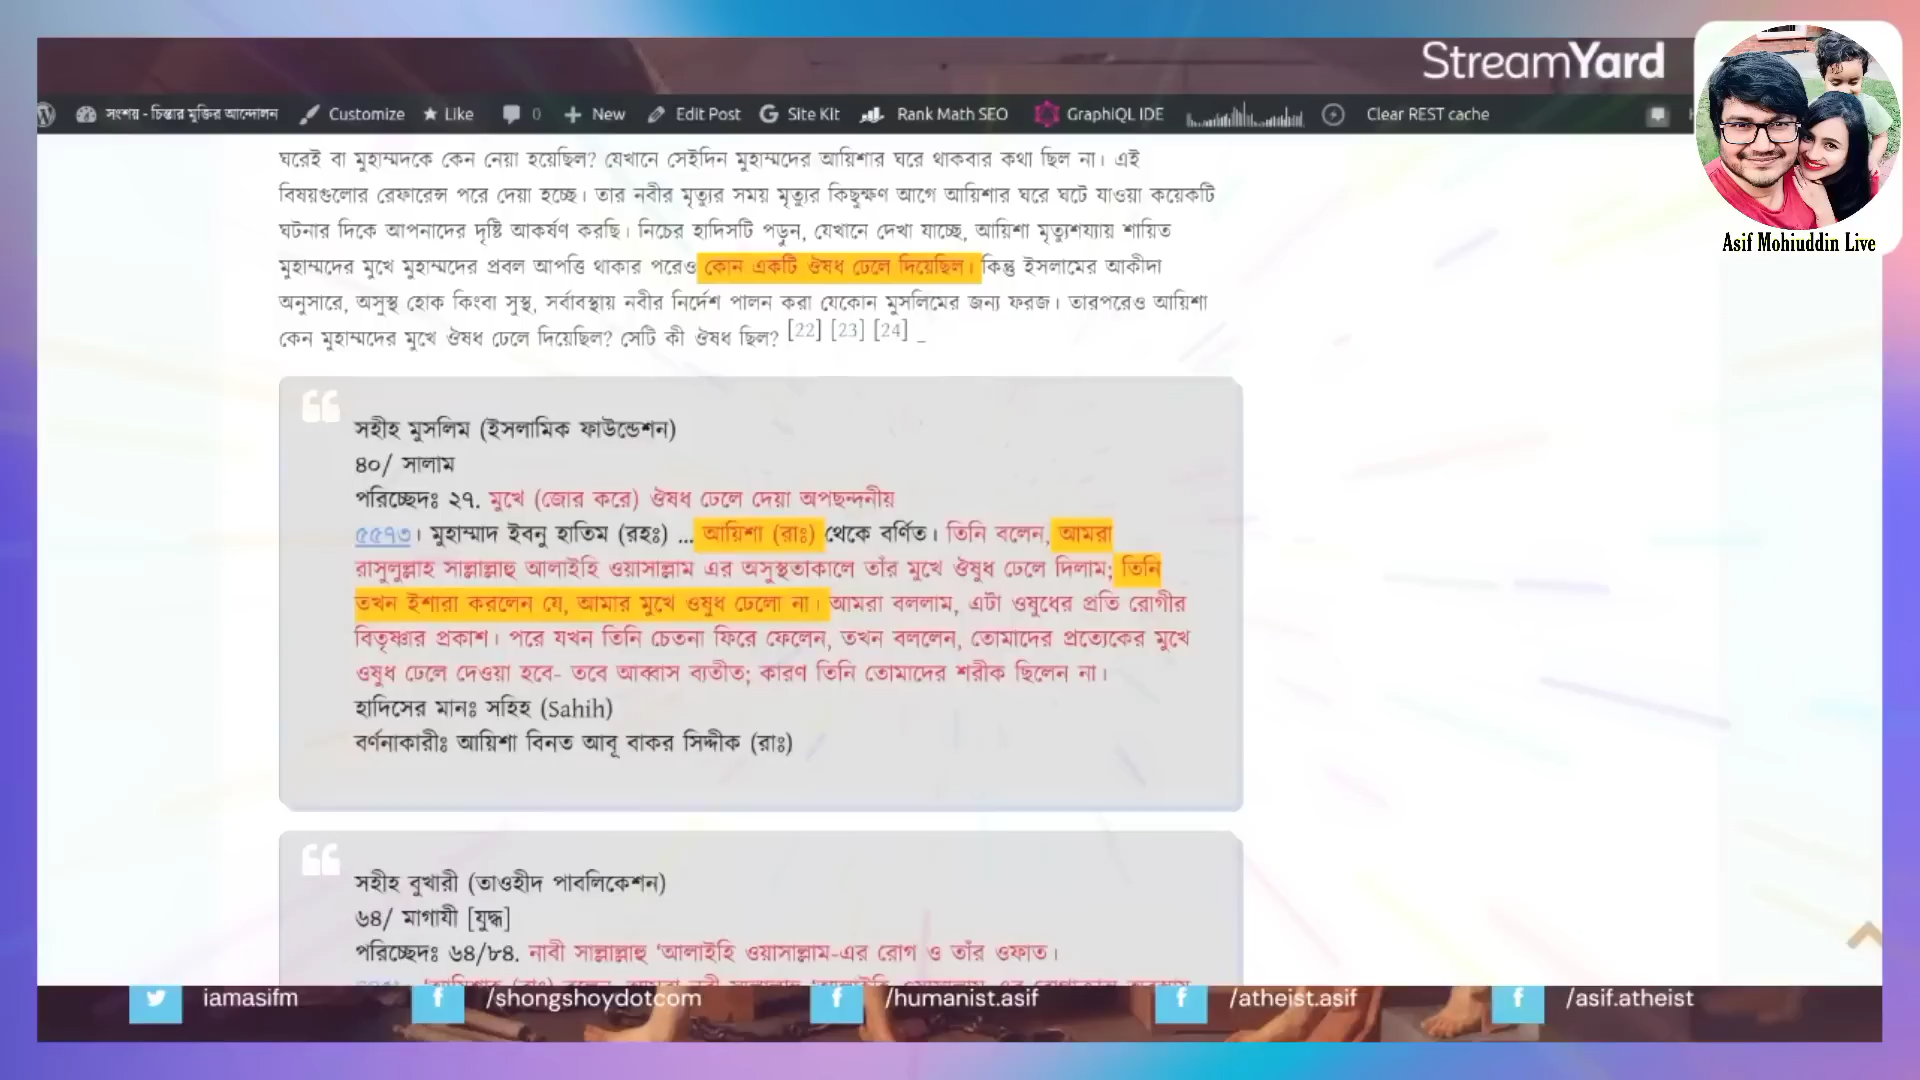 StreamYard
সংশয় - চিন্তার মুক্তির আন্দোলন Customize Like 0 New Edit Post Site Kit Rank Math SEO GraphiQL IDE Clear REST cache
Asif Mohiuddin Live
ঘরেই বা মুহাম্মদকে কেন নেয়া হয়েছিল? যেখানে সেইদিন মুহাম্মদের আয়িশার ঘরে থাকবার কথা ছিল না। এই
বিষয়গুলোর রেফারেন্স পরে দেয়া হচ্ছে। তার নবীর মৃত্যুর সময় মৃত্যুর কিছুক্ষণ আগে আয়িশার ঘরে ঘটে যাওয়া কয়েকটি
ঘটনার দিকে আপনাদের দৃষ্টি আকর্ষণ করছি। নিচের হাদিসটি পড়ুন, যেখানে দেখা যাচ্ছে, আয়িশা মৃত্যুশয্যায় শায়িত
মুহাম্মদের মুখে মুহাম্মদের প্রবল আপত্তি থাকার পরেও কোন একটি ঔষধ ঢেলে দিয়েছিল। কিন্তু ইসলামের আকীদা
অনুসারে, অসুস্থ হোক কিংবা সুস্থ, সর্বাবস্থায় নবীর নির্দেশ পালন করা যেকোন মুসলিমের জন্য ফরজ। তারপরেও আয়িশা
কেন মুহাম্মদের মুখে ঔষধ ঢেলে দিয়েছিল? সেটি কী ঔষধ ছিল? [22] [23] [24] _
সহীহ মুসলিম (ইসলামিক ফাউন্ডেশন)
৪০/ সালাম
পরিচ্ছেদঃ ২৭. মুখে (জোর করে) ঔষধ ঢেলে দেয়া অপছন্দনীয়
৫৫৭৩। মুহাম্মাদ ইবনু হাতিম (রহঃ) ... আয়িশা (রাঃ) থেকে বর্ণিত। তিনি বলেন, আমরা
রাসুলুল্লাহ সাল্লাল্লাহু আলাইহি ওয়াসাল্লাম এর অসুস্থতাকালে তাঁর মুখে ঔষুধ ঢেলে দিলাম; তিনি
তখন ইশারা করলেন যে, আমার মুখে ওষুধ ঢেলো না। আমরা বললাম, এটা ওষুধের প্রতি রোগীর
বিতৃষ্ণার প্রকাশ। পরে যখন তিনি চেতনা ফিরে ফেলেন, তখন বললেন, তোমাদের প্রত্যেকের মুখে
ওষুধ ঢেলে দেওয়া হবে- তবে আব্বাস ব্যতীত; কারণ তিনি তোমাদের শরীক ছিলেন না।
হাদিসের মানঃ সহিহ (Sahih)
বর্ণনাকারীঃ আয়িশা বিনত আবূ বাকর সিদ্দীক (রাঃ)
সহীহ বুখারী (তাওহীদ পাবলিকেশন)
৬৪/ মাগাযী [যুদ্ধ]
পরিচ্ছেদঃ ৬৪/৮৪. নাবী সাল্লাল্লাহু 'আলাইহি ওয়াসাল্লাম-এর রোগ ও তাঁর ওফাত।
iamasifm /shongshoydotcom /humanist.asif /atheist.asif /asif.atheist